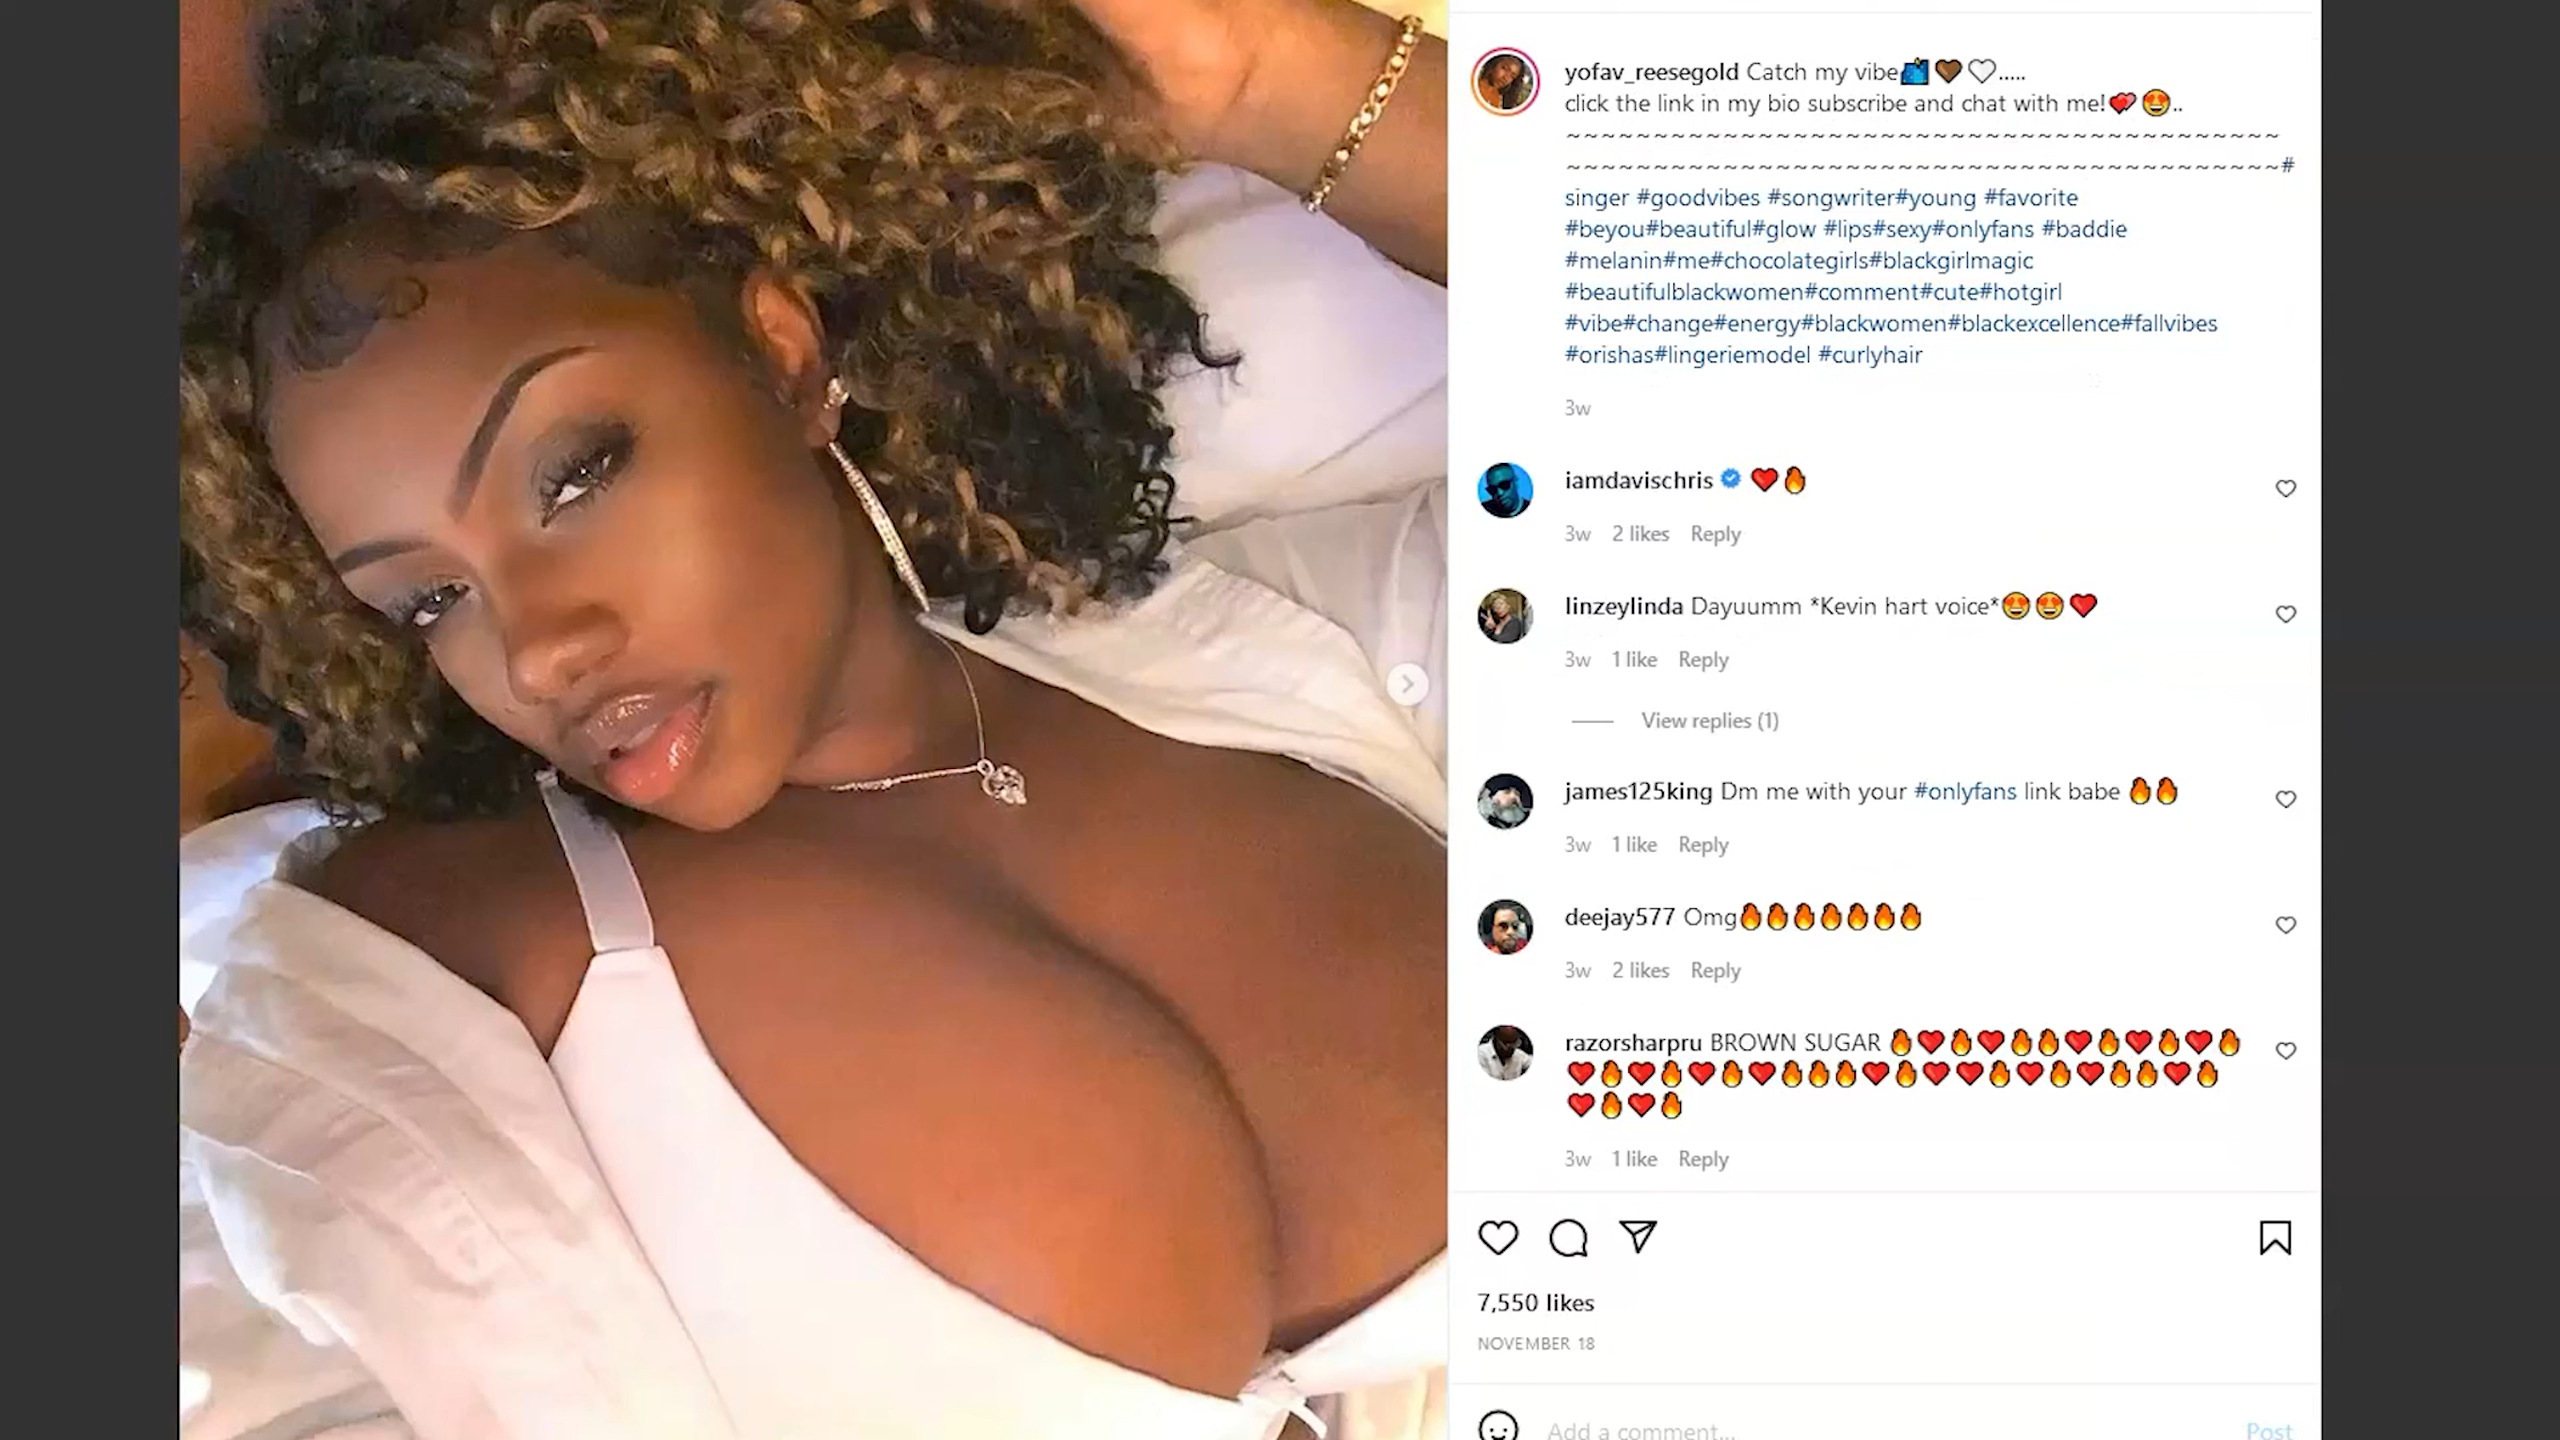 yofav_reesegold Catch my vibe🌃🤎🤍.....
click the link in my bio subscribe and chat with me!💕😍..
~~~~~~~~~~~~~~~~~~~~~~~~~~~~~~~~~~~~~~~~~
~~~~~~~~~~~~~~~~~~~~~~~~~~~~~~~~~~~~~~~~~#
singer #goodvibes #songwriter#young #favorite
#beyou#beautiful#glow #lips#sexy#onlyfans #baddie
#melanin#me#chocolategirls#blackgirlmagic
#beautifulblackwomen#comment#cute#hotgirl
#vibe#change#energy#blackwomen#blackexcellence#fallvibes
#orishas#lingeriemodel #curlyhair
3w
iamdavischris ❤️🔥
3w 2 likes Reply
linzeylinda Dayuumm *Kevin hart voice*😍😍❤️
3w 1 like Reply
View replies (1)
james125king Dm me with your #onlyfans link babe 🔥🔥
3w 1 like Reply
deejay577 Omg🔥🔥🔥🔥🔥🔥🔥
3w 2 likes Reply
razorsharpru BROWN SUGAR 🔥❤️🔥❤️🔥🔥❤️🔥❤️🔥❤️🔥
❤️🔥❤️🔥❤️🔥❤️🔥🔥🔥❤️🔥❤️❤️🔥❤️🔥❤️🔥🔥❤️🔥
❤️🔥❤️🔥
3w 1 like Reply
7,550 likes
NOVEMBER 18
Add a comment...
Post